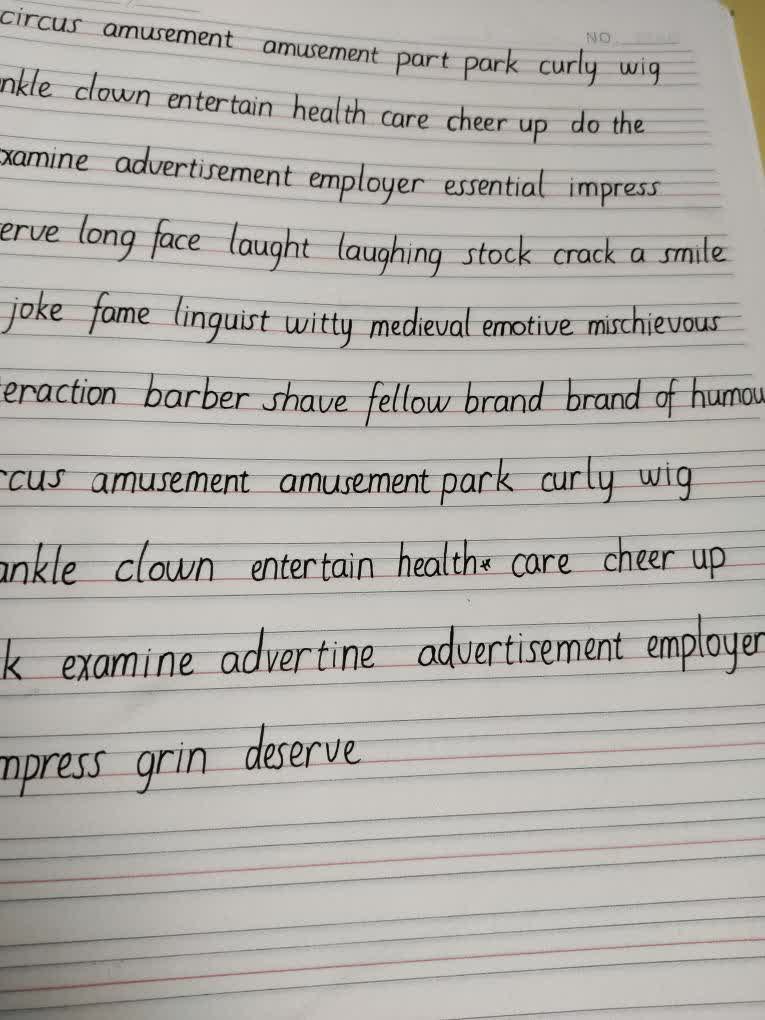 NO.
circus amusement amusement part park curly wig
nkle clown entertain health care cheer up do the
xamine advertisement employer essential impress
erve long face laught laughing stock crack a smile
joke fame linguist witty medieval emotive mischievous
eraction barber shave fellow brand brand of humou
rcus amusement amusement park curly wig
ankle clown entertain health care cheer up
k examine advertine advertisement employer
mpress grin deserve